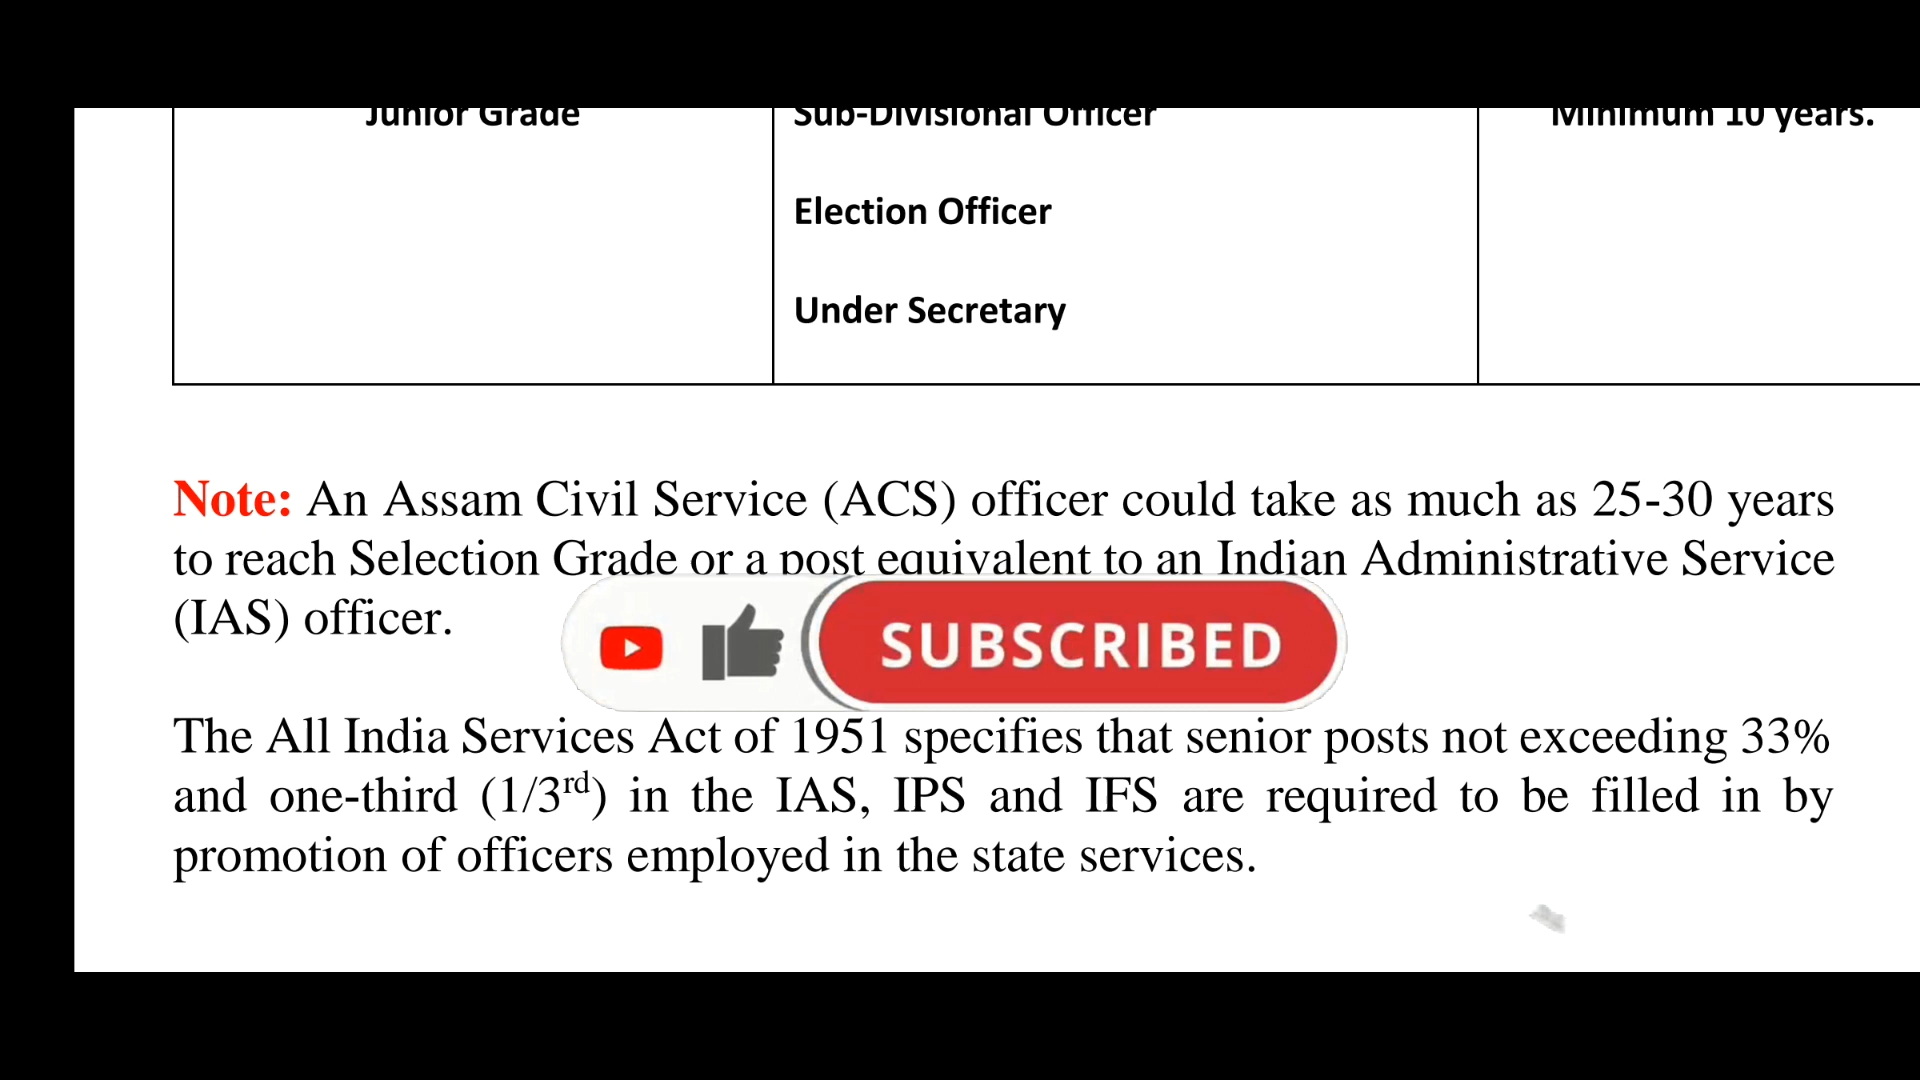 Junior Grade
Sub-Divisional Officer
Minimum 10 years.
Election Officer
Under Secretary
Note: An Assam Civil Service (ACS) officer could take as much as 25-30 years
to reach Selection Grade or a post equivalent to an Indian Administrative Service
(IAS) officer.
SUBSCRIBED
The All India Services Act of 1951 specifies that senior posts not exceeding 33%
and one-third (1/3rd) in the IAS, IPS and IFS are required to be filled in by
promotion of officers employed in the state services.